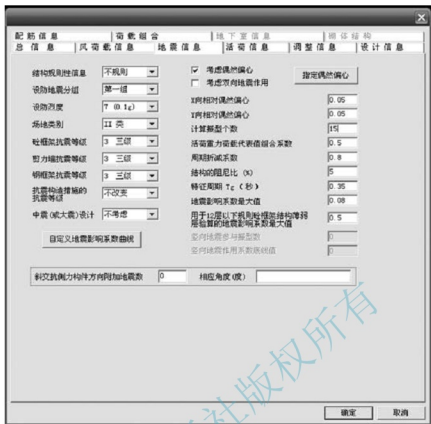 配筋信息 荷载组合 地下室信息 砌体结构
总信息 风荷载信息 地震信息 活荷信息 调整信息 设计信息
结构规则性信息 不规则
设防地震分组 第一组
设防烈度 7 (0.1g)
场地类别 II 类
砼框架抗震等级 3 三级
剪力墙抗震等级 3 三级
钢框架抗震等级 3 三级
抗震构造措施的
抗震等级 不改变
中震(或大震)设计 不考虑
自定义地震影响系数曲线
考虑偶然偏心
考虑双向地震作用
指定偶然偏心
X向相对偶然偏心 0.05
Y向相对偶然偏心 0.05
计算振型个数 15
活荷重力荷载代表值组合系数 0.5
周期折减系数 0.8
结构的阻尼比 (%) 5
特征周期 Tg (秒) 0.35
地震影响系数最大值 0.08
用于12层以下规则砼框架结构薄弱
层验算的地震影响系数最大值 0.5
竖向地震参与振型数 0
竖向地震作用系数底线值 0
斜交抗侧力构件方向附加地震数 0 相应角度(度)
确定 取消
社版权所有